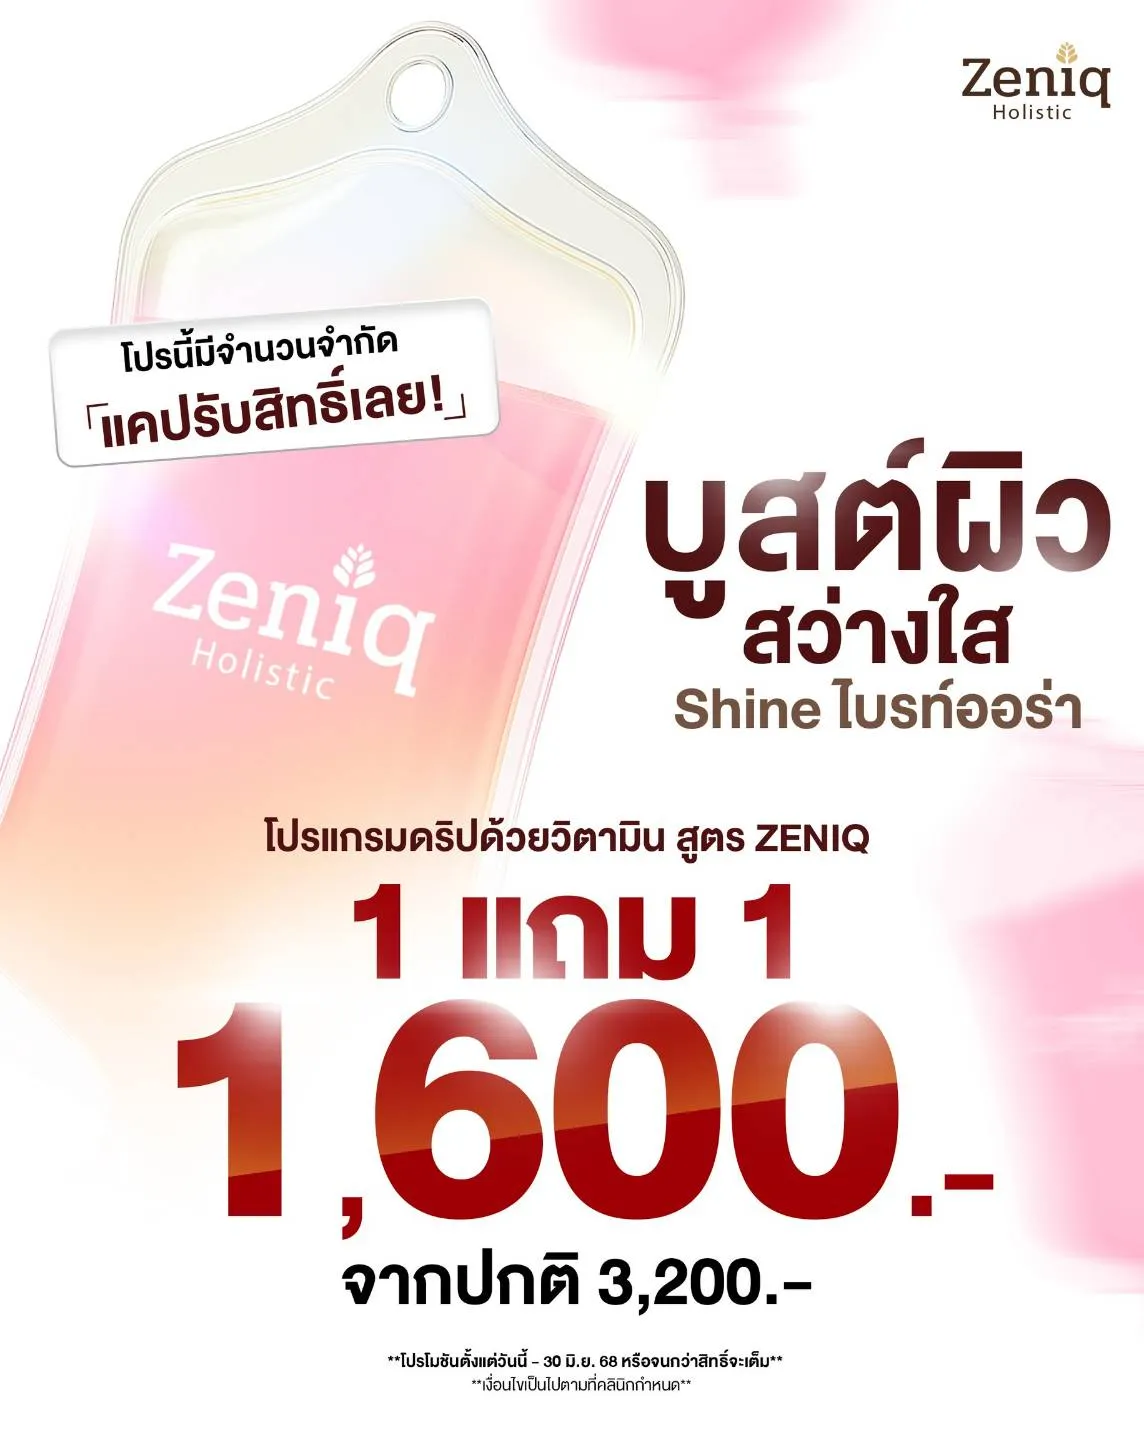 Zeniq
Holistic
โปรนี้มีจำนวนจำกัด
「แคปรับสิทธิ์เลย!」
Zeniq
Holistic
บูสต์ผิว
สว่างใส
Shine ไบรท์ออร่า
โปรแกรมดริปด้วยวิตามิน สูตร ZENIQ
1 แถม 1
1,600.-
จากปกติ 3,200.-
**โปรโมชันตั้งแต่วันนี้ - 30 มิ.ย. 68 หรือจนกว่าสิทธิ์จะเต็ม**
**เงื่อนไขเป็นไปตามที่คลินิกกำหนด**